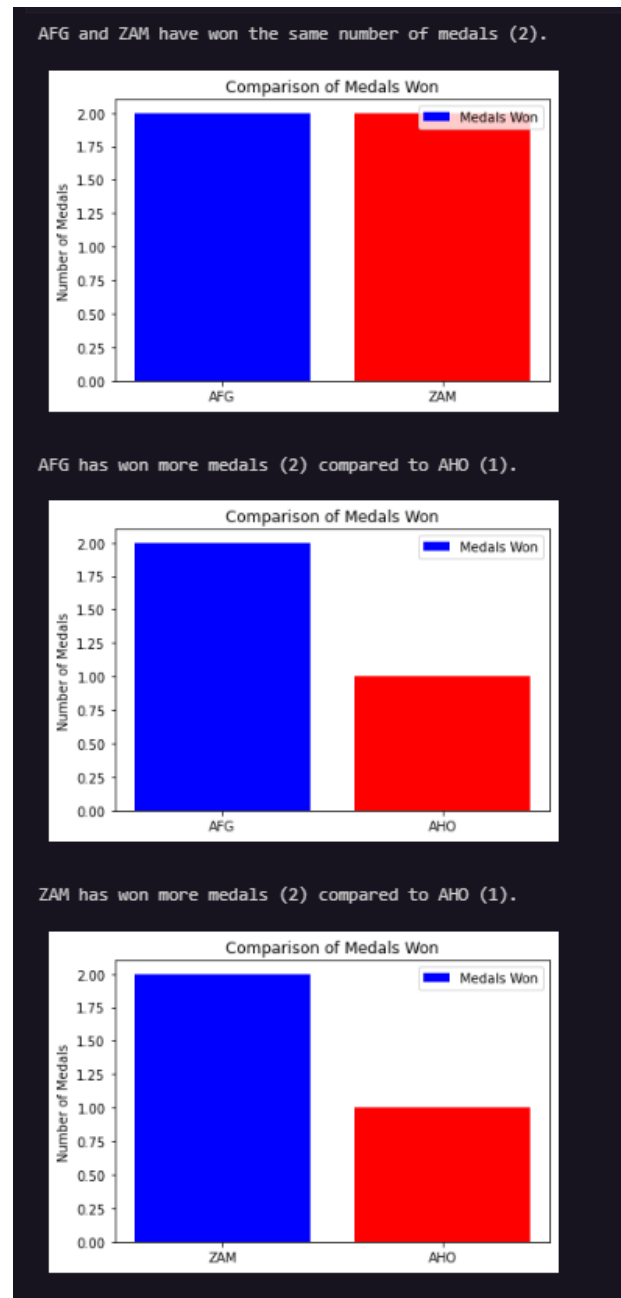 AFG and ZAM have won the same number of medals (2).
Comparison of Medals Won
Medals Won
Number of Medals
2.00
1.75
1.50
1.25
1.00
0.75
0.50
0.25
0.00
AFG ZAM
AFG has won more medals (2) compared to AHO (1).
Comparison of Medals Won
Medals Won
Number of Medals
2.00
1.75
1.50
1.25
1.00
0.75
0.50
0.25
0.00
AFG AHO
ZAM has won more medals (2) compared to AHO (1).
Comparison of Medals Won
Medals Won
Number of Medals
2.00
1.75
1.50
1.25
1.00
0.75
0.50
0.25
0.00
ZAM AHO